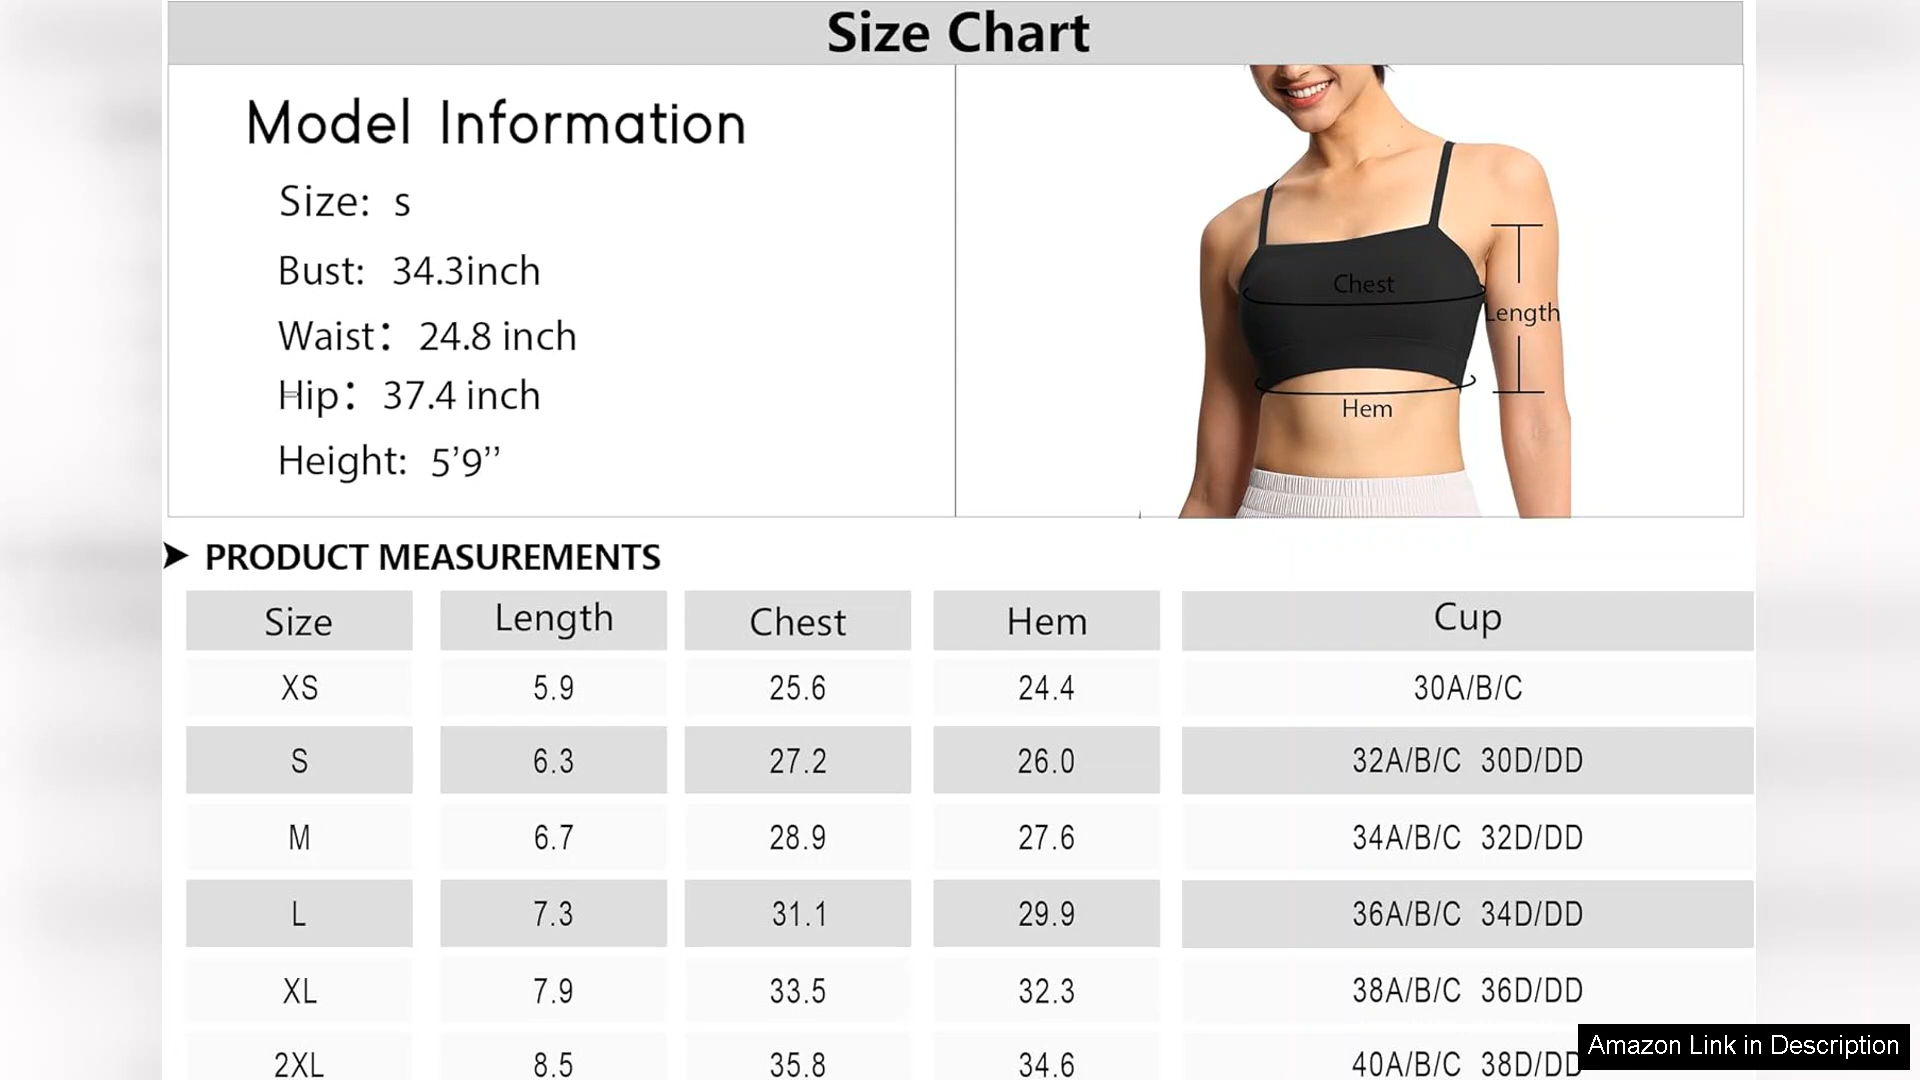 Size Chart
Model Information
Size: s
Bust: 34.3inch
Waist: 24.8 inch
Hip: 37.4 inch
Height: 5’9’’
Chest
Length
Hem
PRODUCT MEASUREMENTS
Size Length Chest Hem Cup
XS 5.9 25.6 24.4 30A/B/C
S 6.3 27.2 26.0 32A/B/C 30D/DD
M 6.7 28.9 27.6 34A/B/C 32D/DD
L 7.3 31.1 29.9 36A/B/C 34D/DD
XL 7.9 33.5 32.3 38A/B/C 36D/DD
2XL 8.5 35.8 34.6 40A/B/C 38D/DD
Amazon Link in Description